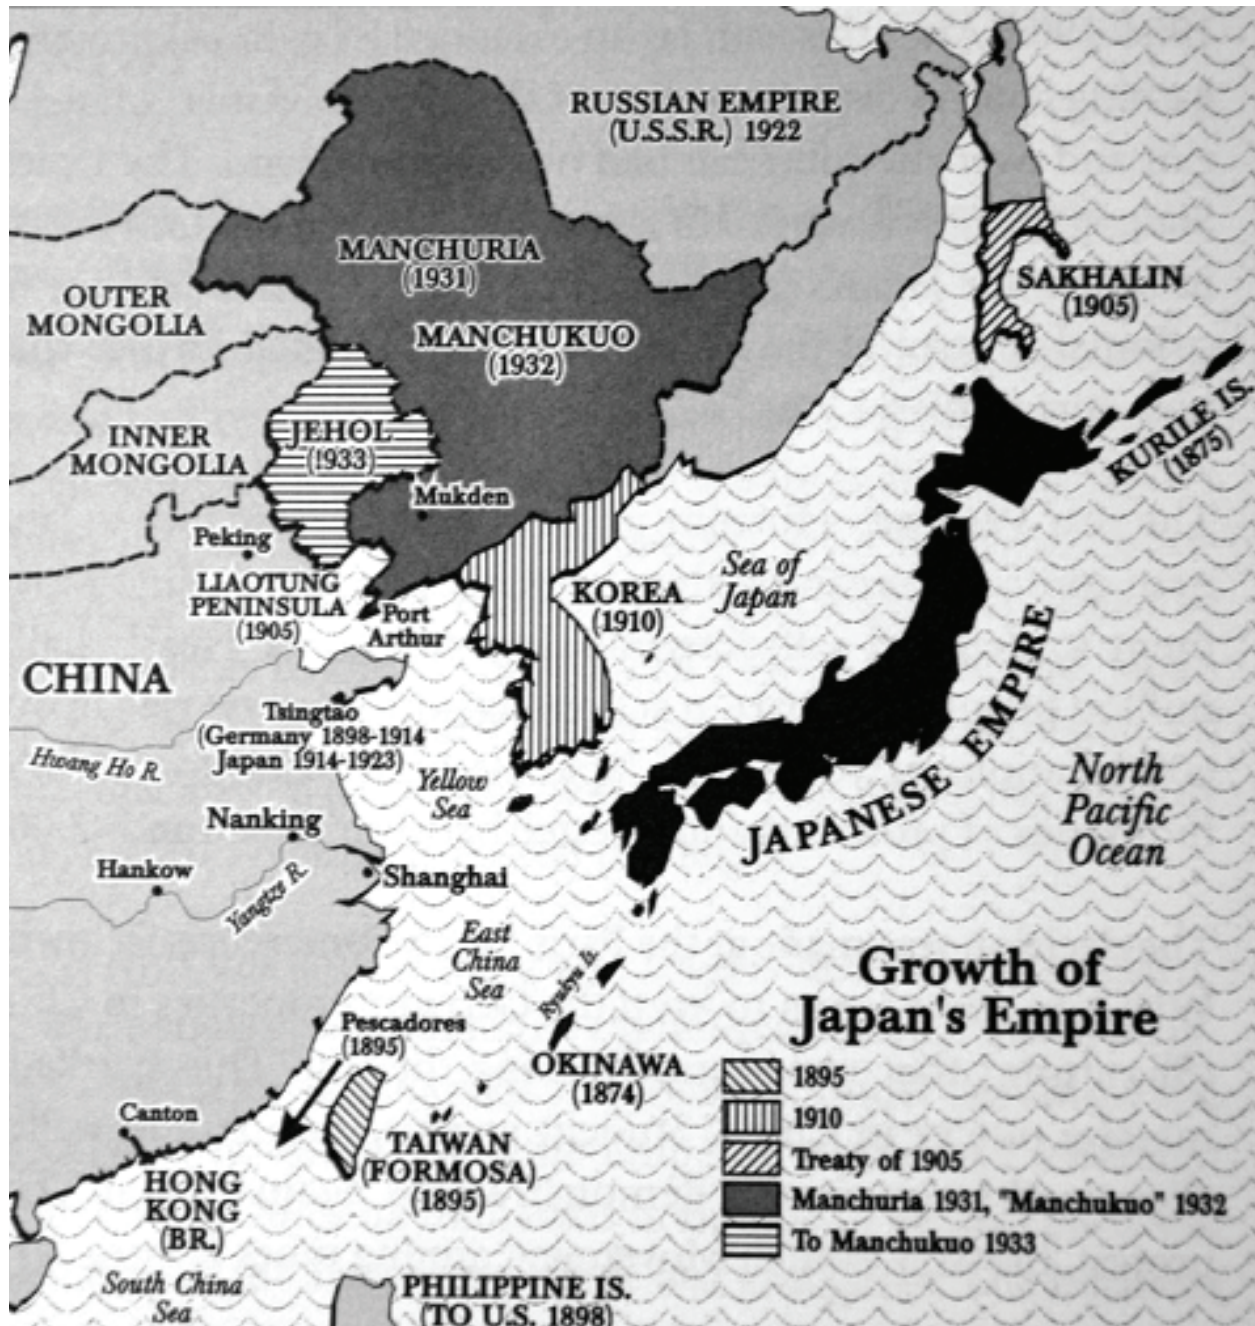 RUSSIAN EMPIRE
(U.S.S.R.) 1922
MANCHURIA
(1931)
MANCHUKUO
(1932)
OUTER
MONGOLIA
SAKHALIN
(1905)
INNER
MONGOLIA
JEHOL
(1933)
KURILE IS.
(1875)
Mukden
Peking
LIAOTUNG
PENINSULA
(1905)
Port
Arthur
KOREA
(1910)
Sea of
Japan
CHINA
Tsingtao
(Germany 1898-1914
Japan 1914-1923)
Hwang Ho R.
Yellow
Sea
JAPANESE EMPIRE
North
Pacific
Ocean
Nanking
Hankow
Yangtze R.
Shanghai
East
China
Sea
Ryukyu Is.
OKINAWA
(1874)
Pescadores
(1895)
Canton
TAIWAN
(FORMOSA)
(1895)
HONG
KONG
(BR.)
South China
Sea
PHILIPPINE IS.
(TO U.S. 1898)
Growth of
Japan's Empire
1895
1910
Treaty of 1905
Manchuria 1931, "Manchukuo" 1932
To Manchukuo 1933